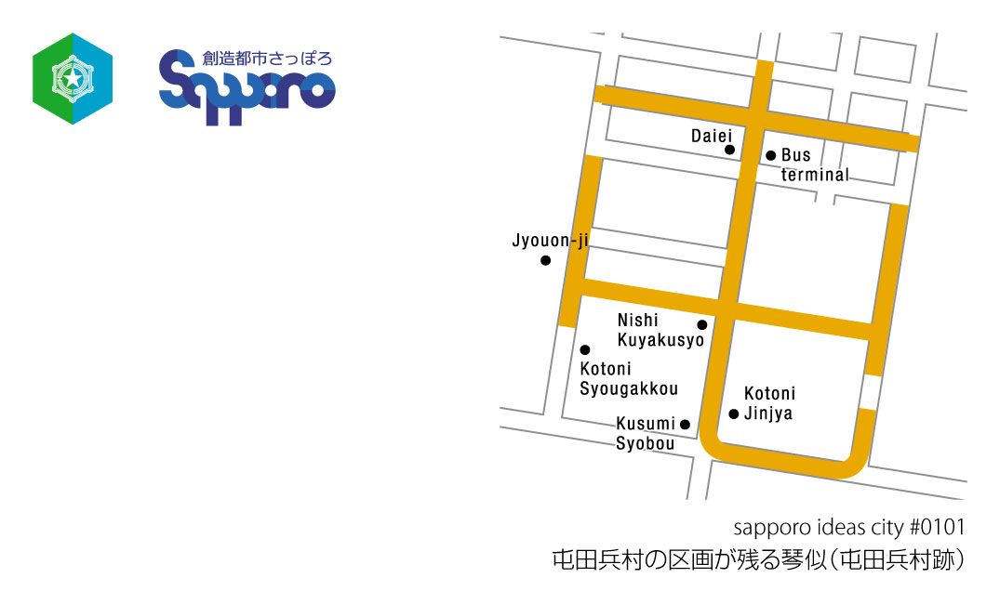 創造都市さっぽろ
Sapporo
Daiei
Bus
terminal
Jyouon-ji
Nishi
Kuyakusyo
Kotoni
Syougakkou
Kotoni
Jinjya
Kusumi
Syobou
sapporo ideas city #0101
屯田兵村の区画が残る琴似（屯田兵村跡）